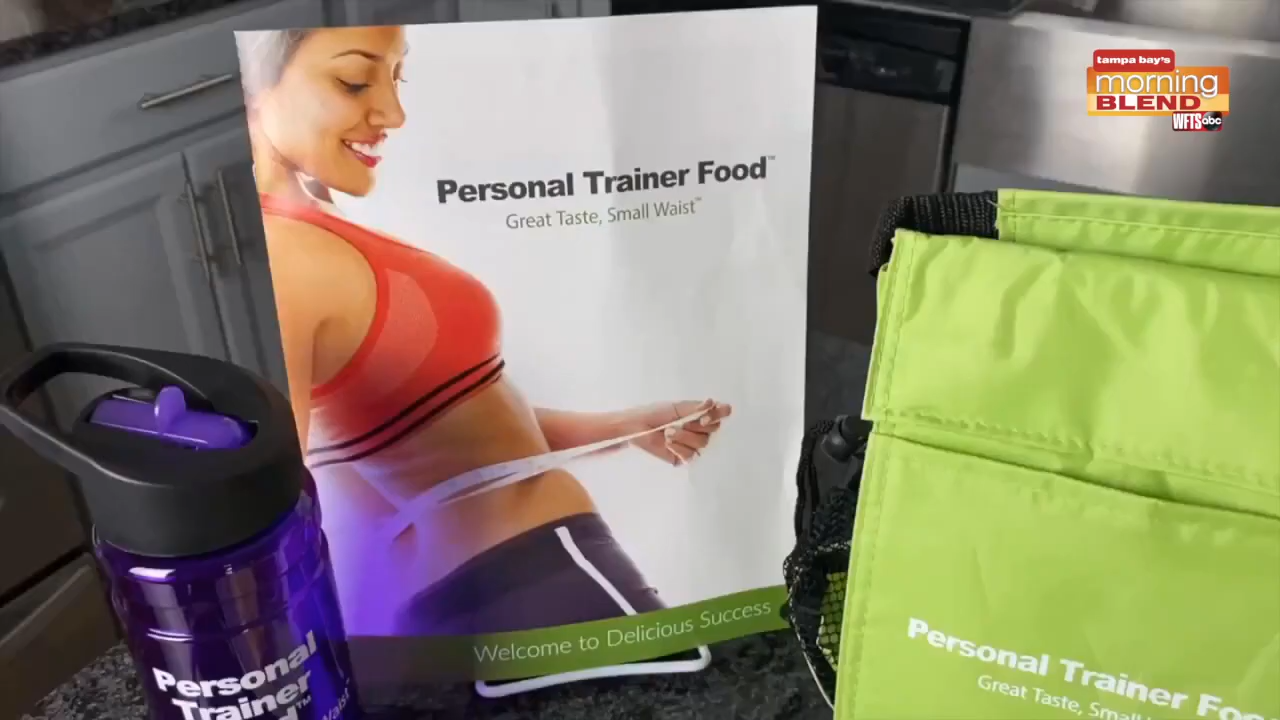 tampa bay's
morning
BLEND
WFTS abc
Personal Trainer Food™
Great Taste, Small Waist™
Welcome to Delicious Success
Personal
Trainer
Personal Trainer
Great Taste,